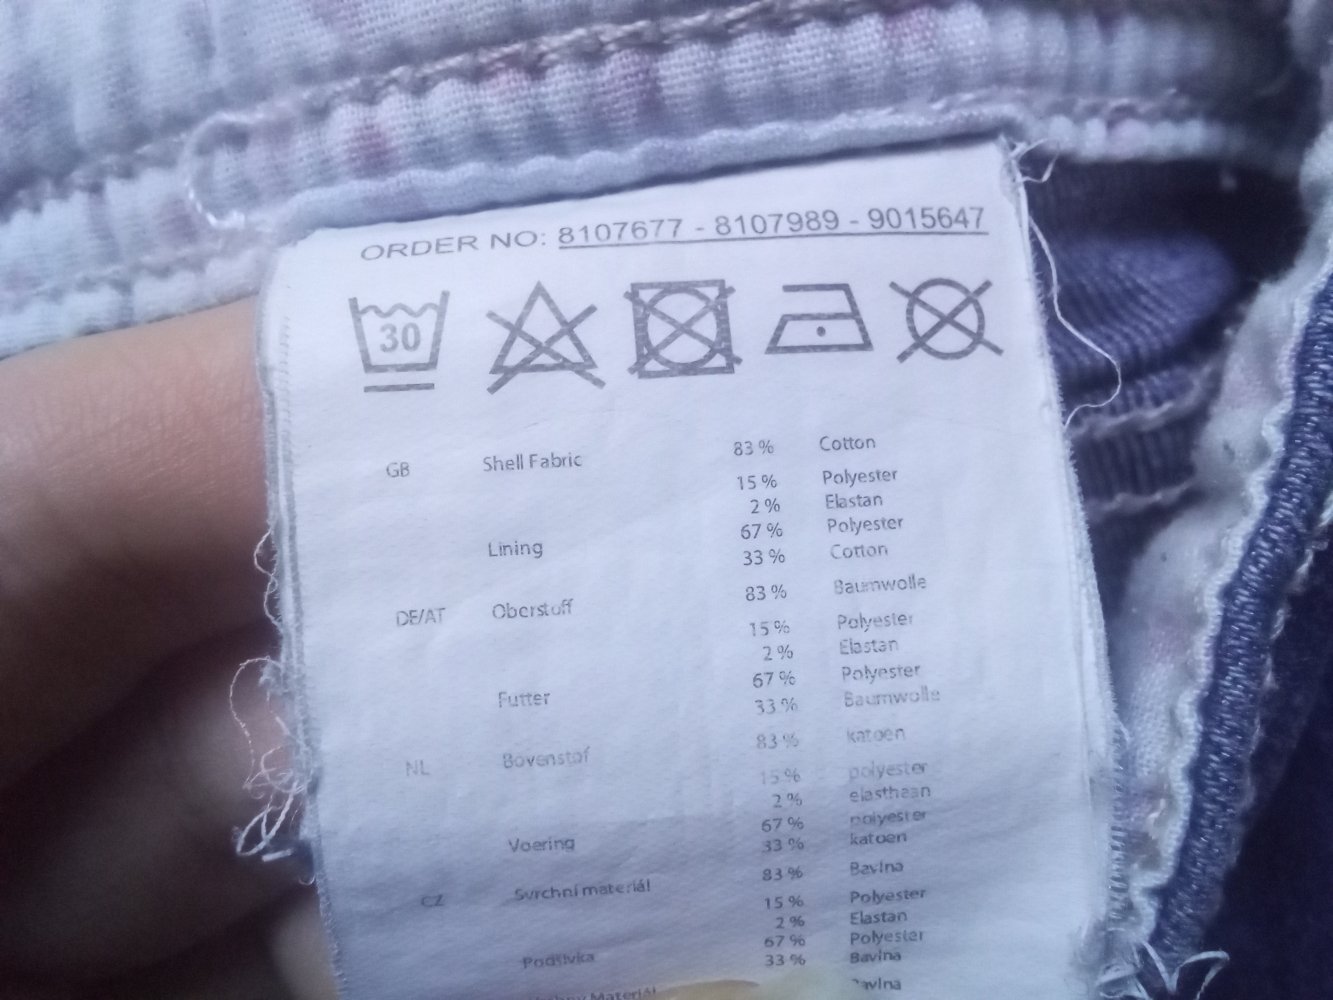 ORDER NO: 8107677 - 8107989 - 9015647
30
GB Shell Fabric 83 % Cotton
15 % Polyester
2 % Elastan
Lining 67 % Polyester
33 % Cotton
DE/AT Oberstoff 83 % Baumwolle
15 % Polyester
2 % Elastan
Futter 67 % Polyester
33 % Baumwolle
NL Bovenstof 83 % katoen
15 % polyester
2 % elasthaan
Voering 67 % polyester
33 % katoen
CZ Svrchní materiál 83 % Bavlna
15 % Polyester
2 % Elastan
Podšívka 67 % Polyester
33 % Bavlna